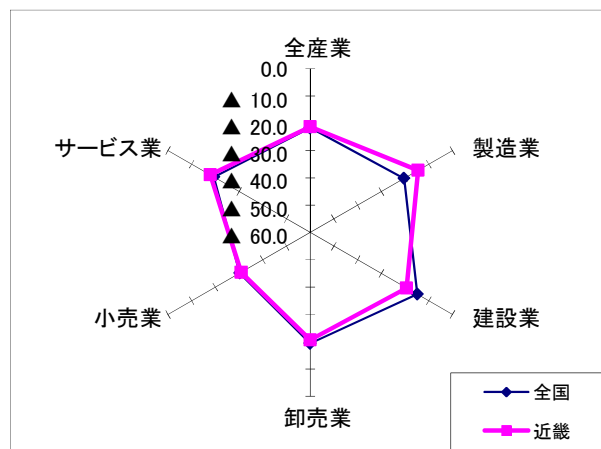 全産業
0.0
▲ 10.0
▲ 20.0
▲ 30.0
▲ 40.0
▲ 50.0
▲ 60.0
サービス業
製造業
小売業
建設業
卸売業
全国
近畿